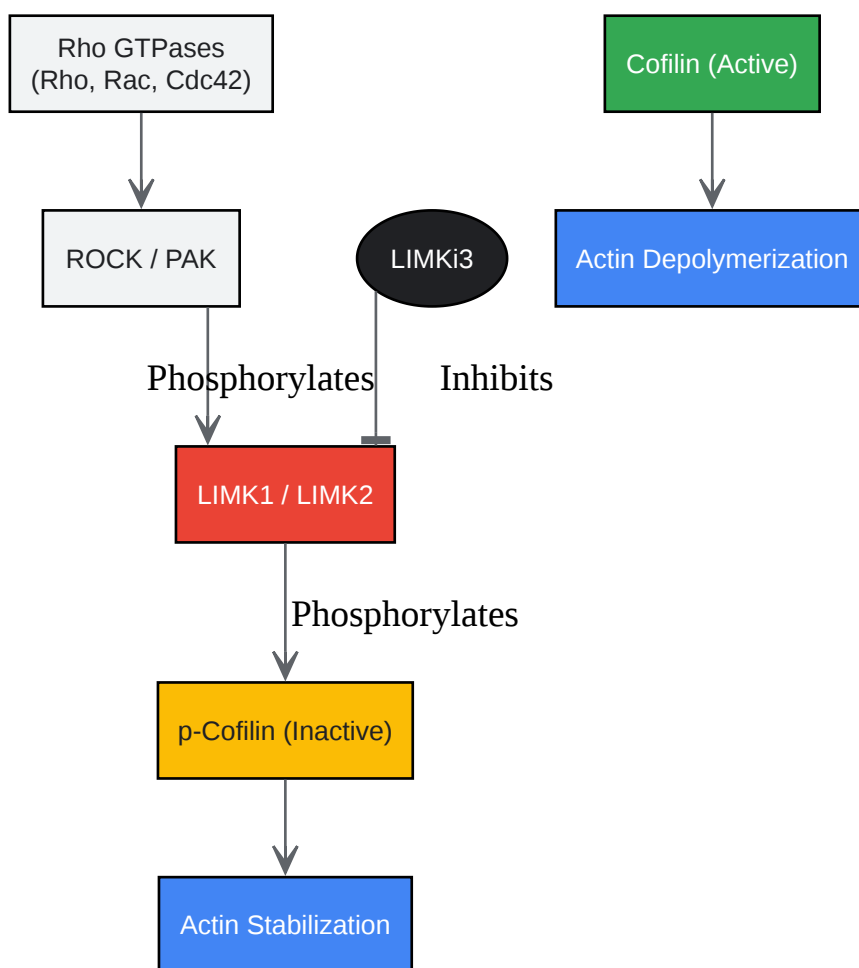 Rho GTPases
(Rho, Rac, Cdc42)
Cofilin (Active)
ROCK / PAK
LIMKi3
Actin Depolymerization
Phosphorylates
Inhibits
LIMK1 / LIMK2
Phosphorylates
p-Cofilin (Inactive)
Actin Stabilization